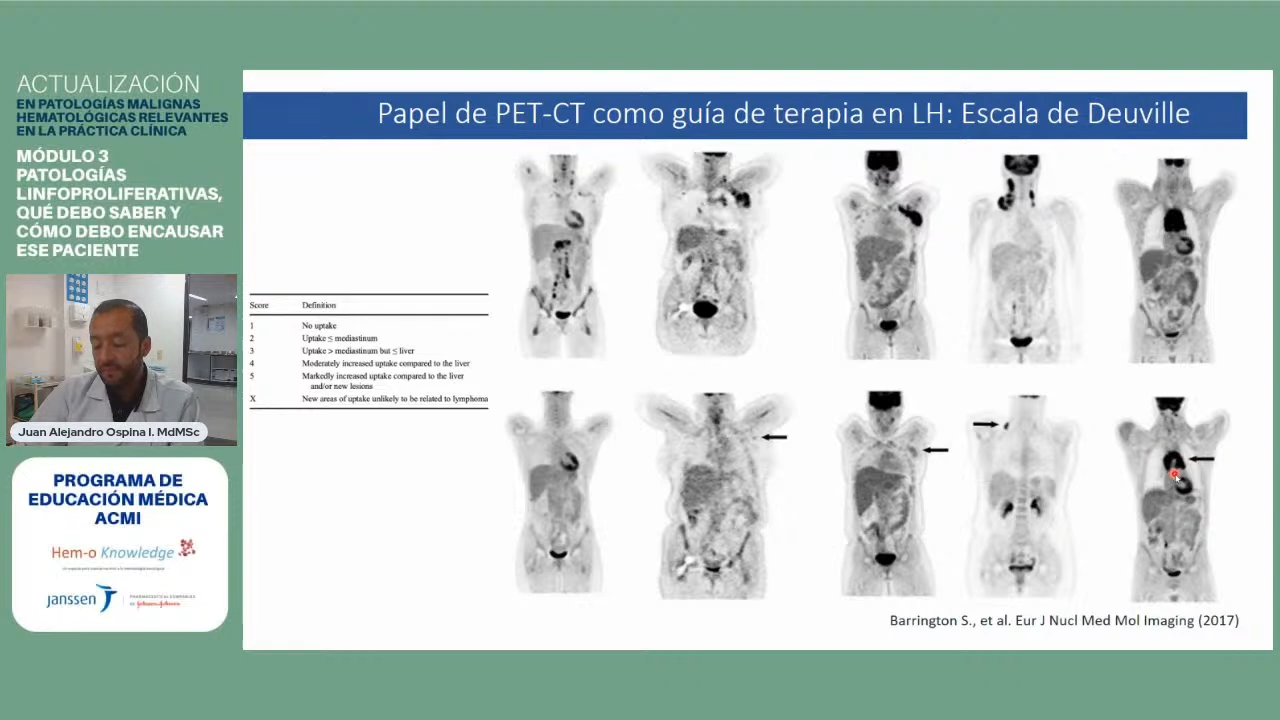 ACTUALIZACIÓN
EN PATOLOGÍAS MALIGNAS
HEMATOLÓGICAS RELEVANTES
EN LA PRÁCTICA CLÍNICA
MÓDULO 3
PATOLOGÍAS
LINFOPROLIFERATIVAS,
QUÉ DEBO SABER Y
CÓMO DEBO ENCAUSAR
ESE PACIENTE
Juan Alejandro Ospina I. MdMSc
PROGRAMA DE
EDUCACIÓN MÉDICA
ACMI
Hem-o Knowledge
janssen
PHARMACEUTICAL COMPANIES
OF Johnson & Johnson
Papel de PET-CT como guía de terapia en LH: Escala de Deuville
Score Definition
1 No uptake
2 Uptake ≤ mediastinum
3 Uptake > mediastinum but ≤ liver
4 Moderately increased uptake compared to the liver
5 Markedly increased uptake compared to the liver
and/or new lesions
X New areas of uptake unlikely to be related to lymphoma
Barrington S., et al. Eur J Nucl Med Mol Imaging (2017)